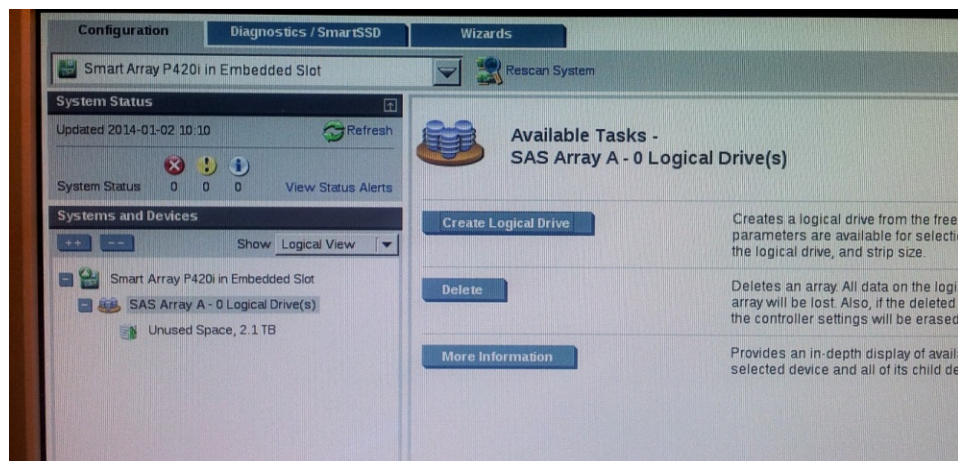 Configuration
Diagnostics / SmartSSD
Wizards
Smart Array P420i in Embedded Slot
Rescan System
System Status
Updated 2014-01-02 10:10
Refresh
System Status 0 0 0 View Status Alerts
Systems and Devices
++ --
Show Logical View
Smart Array P420i in Embedded Slot
SAS Array A - 0 Logical Drive(s)
Unused Space, 2.1 TB
Available Tasks -
SAS Array A - 0 Logical Drive(s)
Create Logical Drive
Creates a logical drive from the free
parameters are available for selecti
the logical drive, and strip size.
Delete
Deletes an array. All data on the logi
array will be lost. Also, if the deleted
the controller settings will be erased
More Information
Provides an in-depth display of avail
selected device and all of its child de